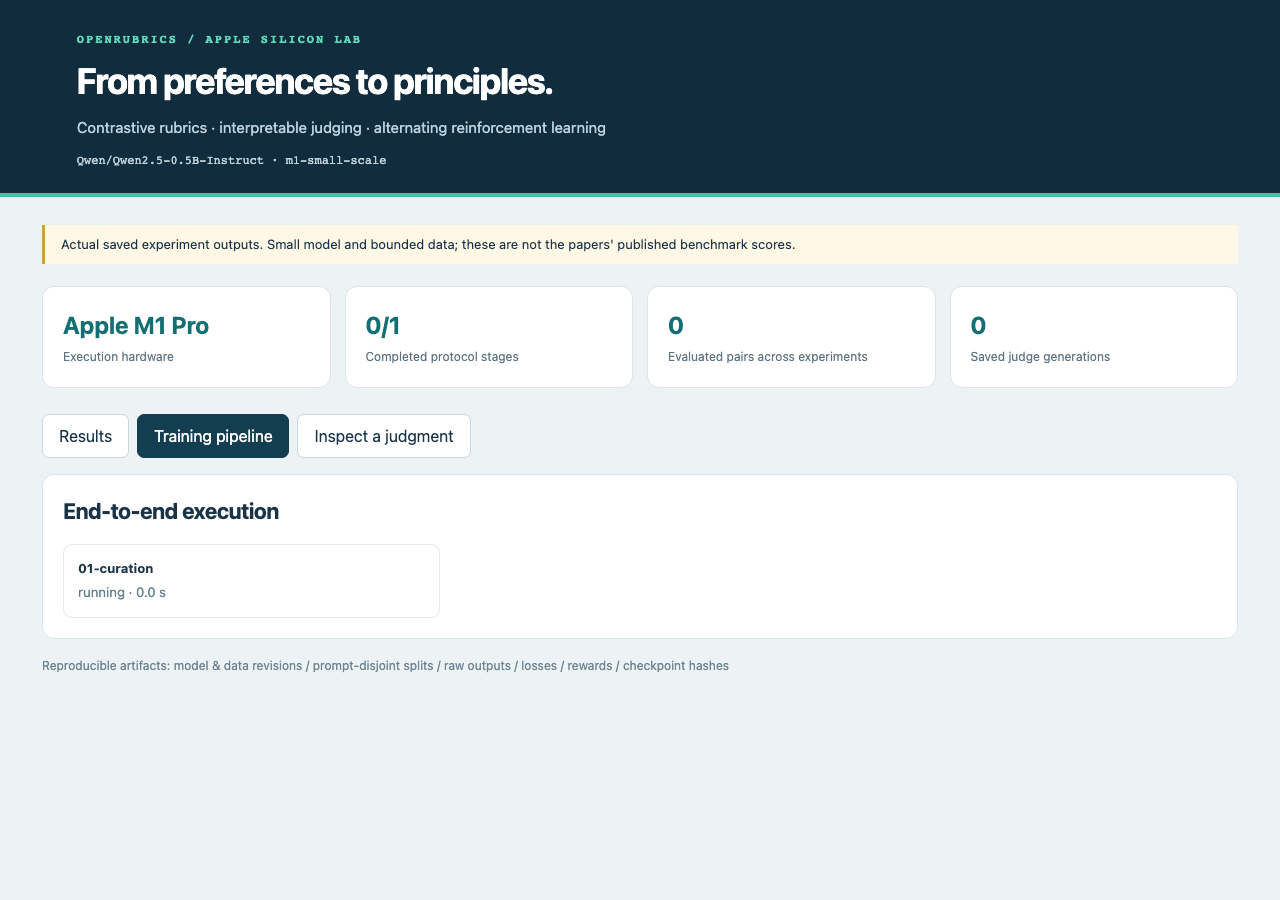 OPENRUBRICS / APPLE SILICON LAB
From preferences to principles.
Contrastive rubrics · interpretable judging · alternating reinforcement learning
Qwen/Qwen2.5-0.5B-Instruct · m1-small-scale
Actual saved experiment outputs. Small model and bounded data; these are not the papers' published benchmark scores.
Apple M1 Pro
Execution hardware
0/1
Completed protocol stages
0
Evaluated pairs across experiments
0
Saved judge generations
Results
Training pipeline
Inspect a judgment
End-to-end execution
01-curation
running · 0.0 s
Reproducible artifacts: model & data revisions / prompt-disjoint splits / raw outputs / losses / rewards / checkpoint hashes